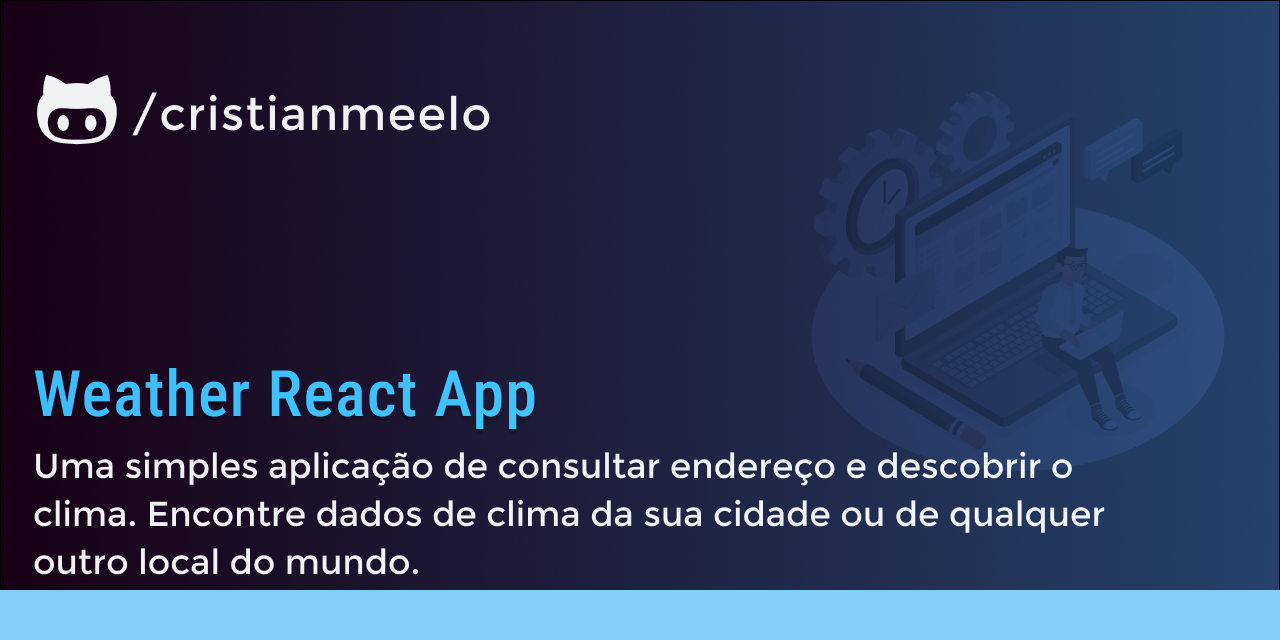 /cristianmeelo
Weather React App
Uma simples aplicação de consultar endereço e descobrir o
clima. Encontre dados de clima da sua cidade ou de qualquer
outro local do mundo.